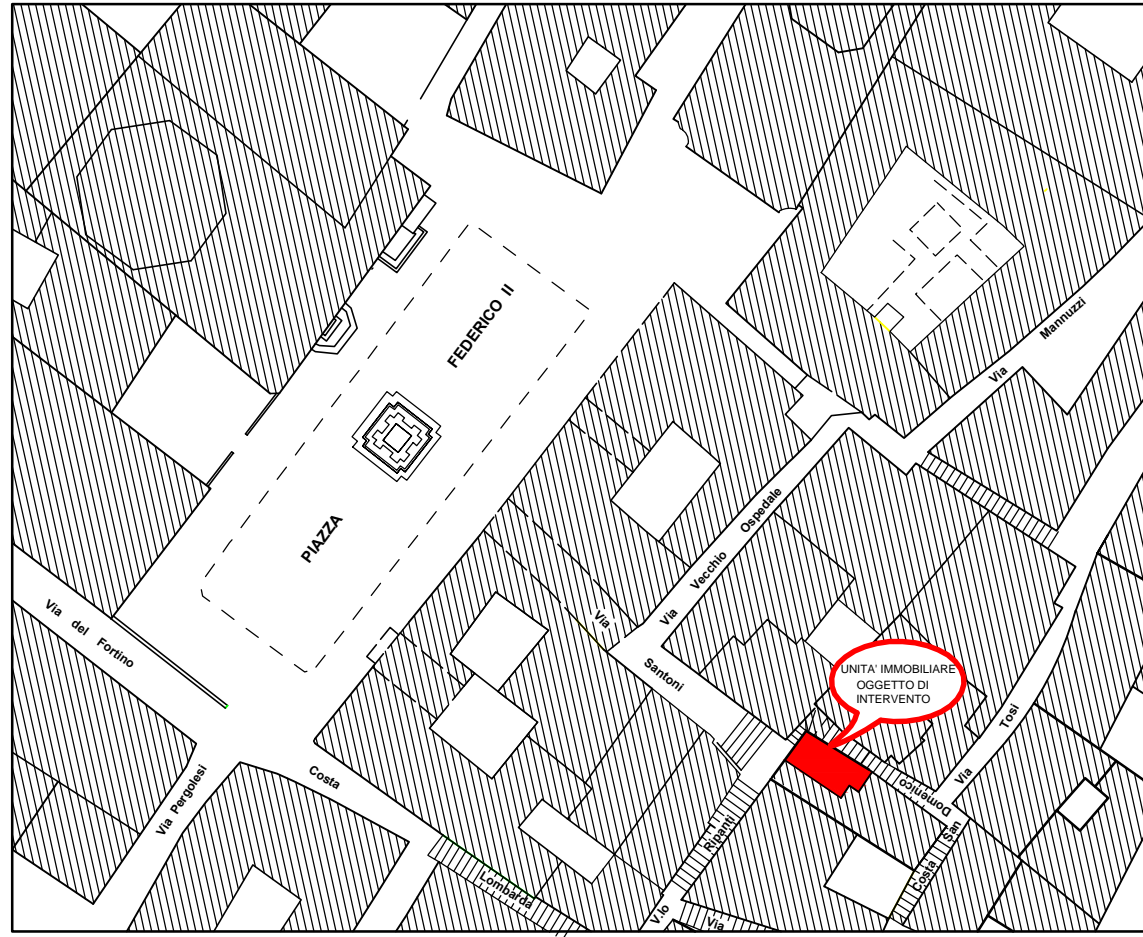 FEDERICO II
PIAZZA
Via Mannuzzi
Via Vecchio Ospedale
Via Santoni
Via del Fortino
UNITA' IMMOBILIARE
OGGETTO DI
INTERVENTO
Via Tosi
Costa San Domenico
Via Pergolesi
Costa Lombarda
V.lo Ripanti
Via